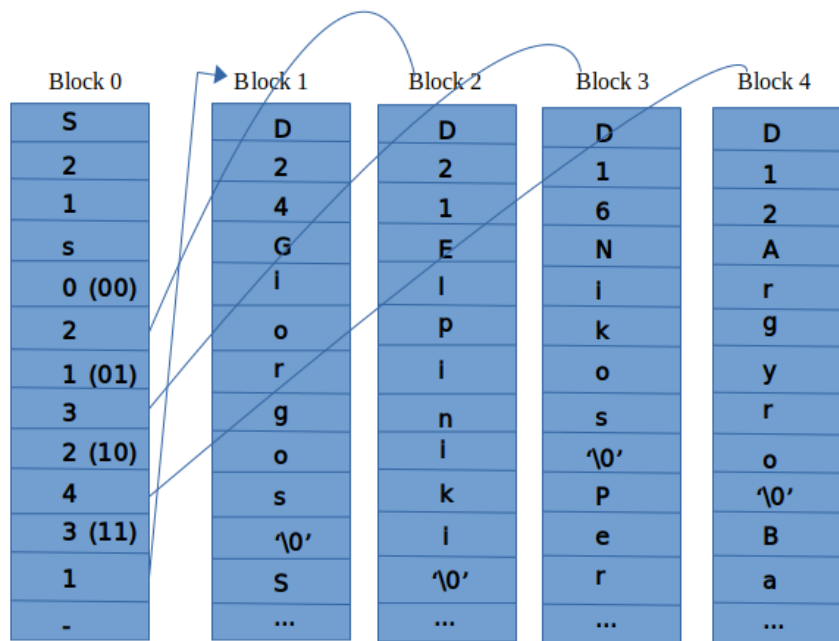 Block 0
S
2
1
s
0 (00)
2
1 (01)
3
2 (10)
4
3 (11)
1
-
Block 1
D
2
4
G
i
o
r
g
o
s
‘\0’
S
...
Block 2
D
2
1
E
l
p
i
n
i
k
i
‘\0’
...
Block 3
D
1
6
N
i
k
o
s
‘\0’
P
e
r
...
Block 4
D
1
2
A
r
g
y
r
o
‘\0’
B
a
...